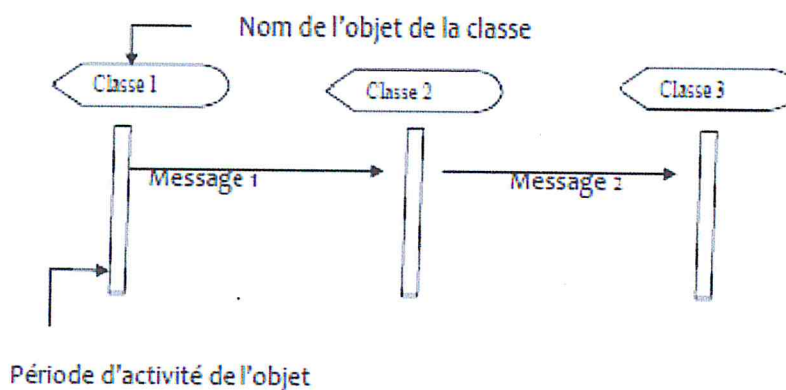 Nom de l'objet de la classe
Classe 1
Classe 2
Classe 3
Message 1
Message 2
Période d'activité de l'objet